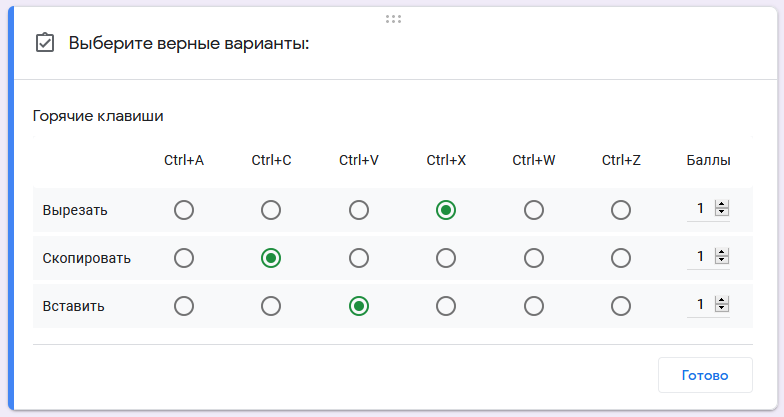 Выберите верные варианты:
Горячие клавиши
Ctrl+A Ctrl+C Ctrl+V Ctrl+X Ctrl+W Ctrl+Z Баллы
Вырезать 1
Скопировать 1
Вставить 1
Готово